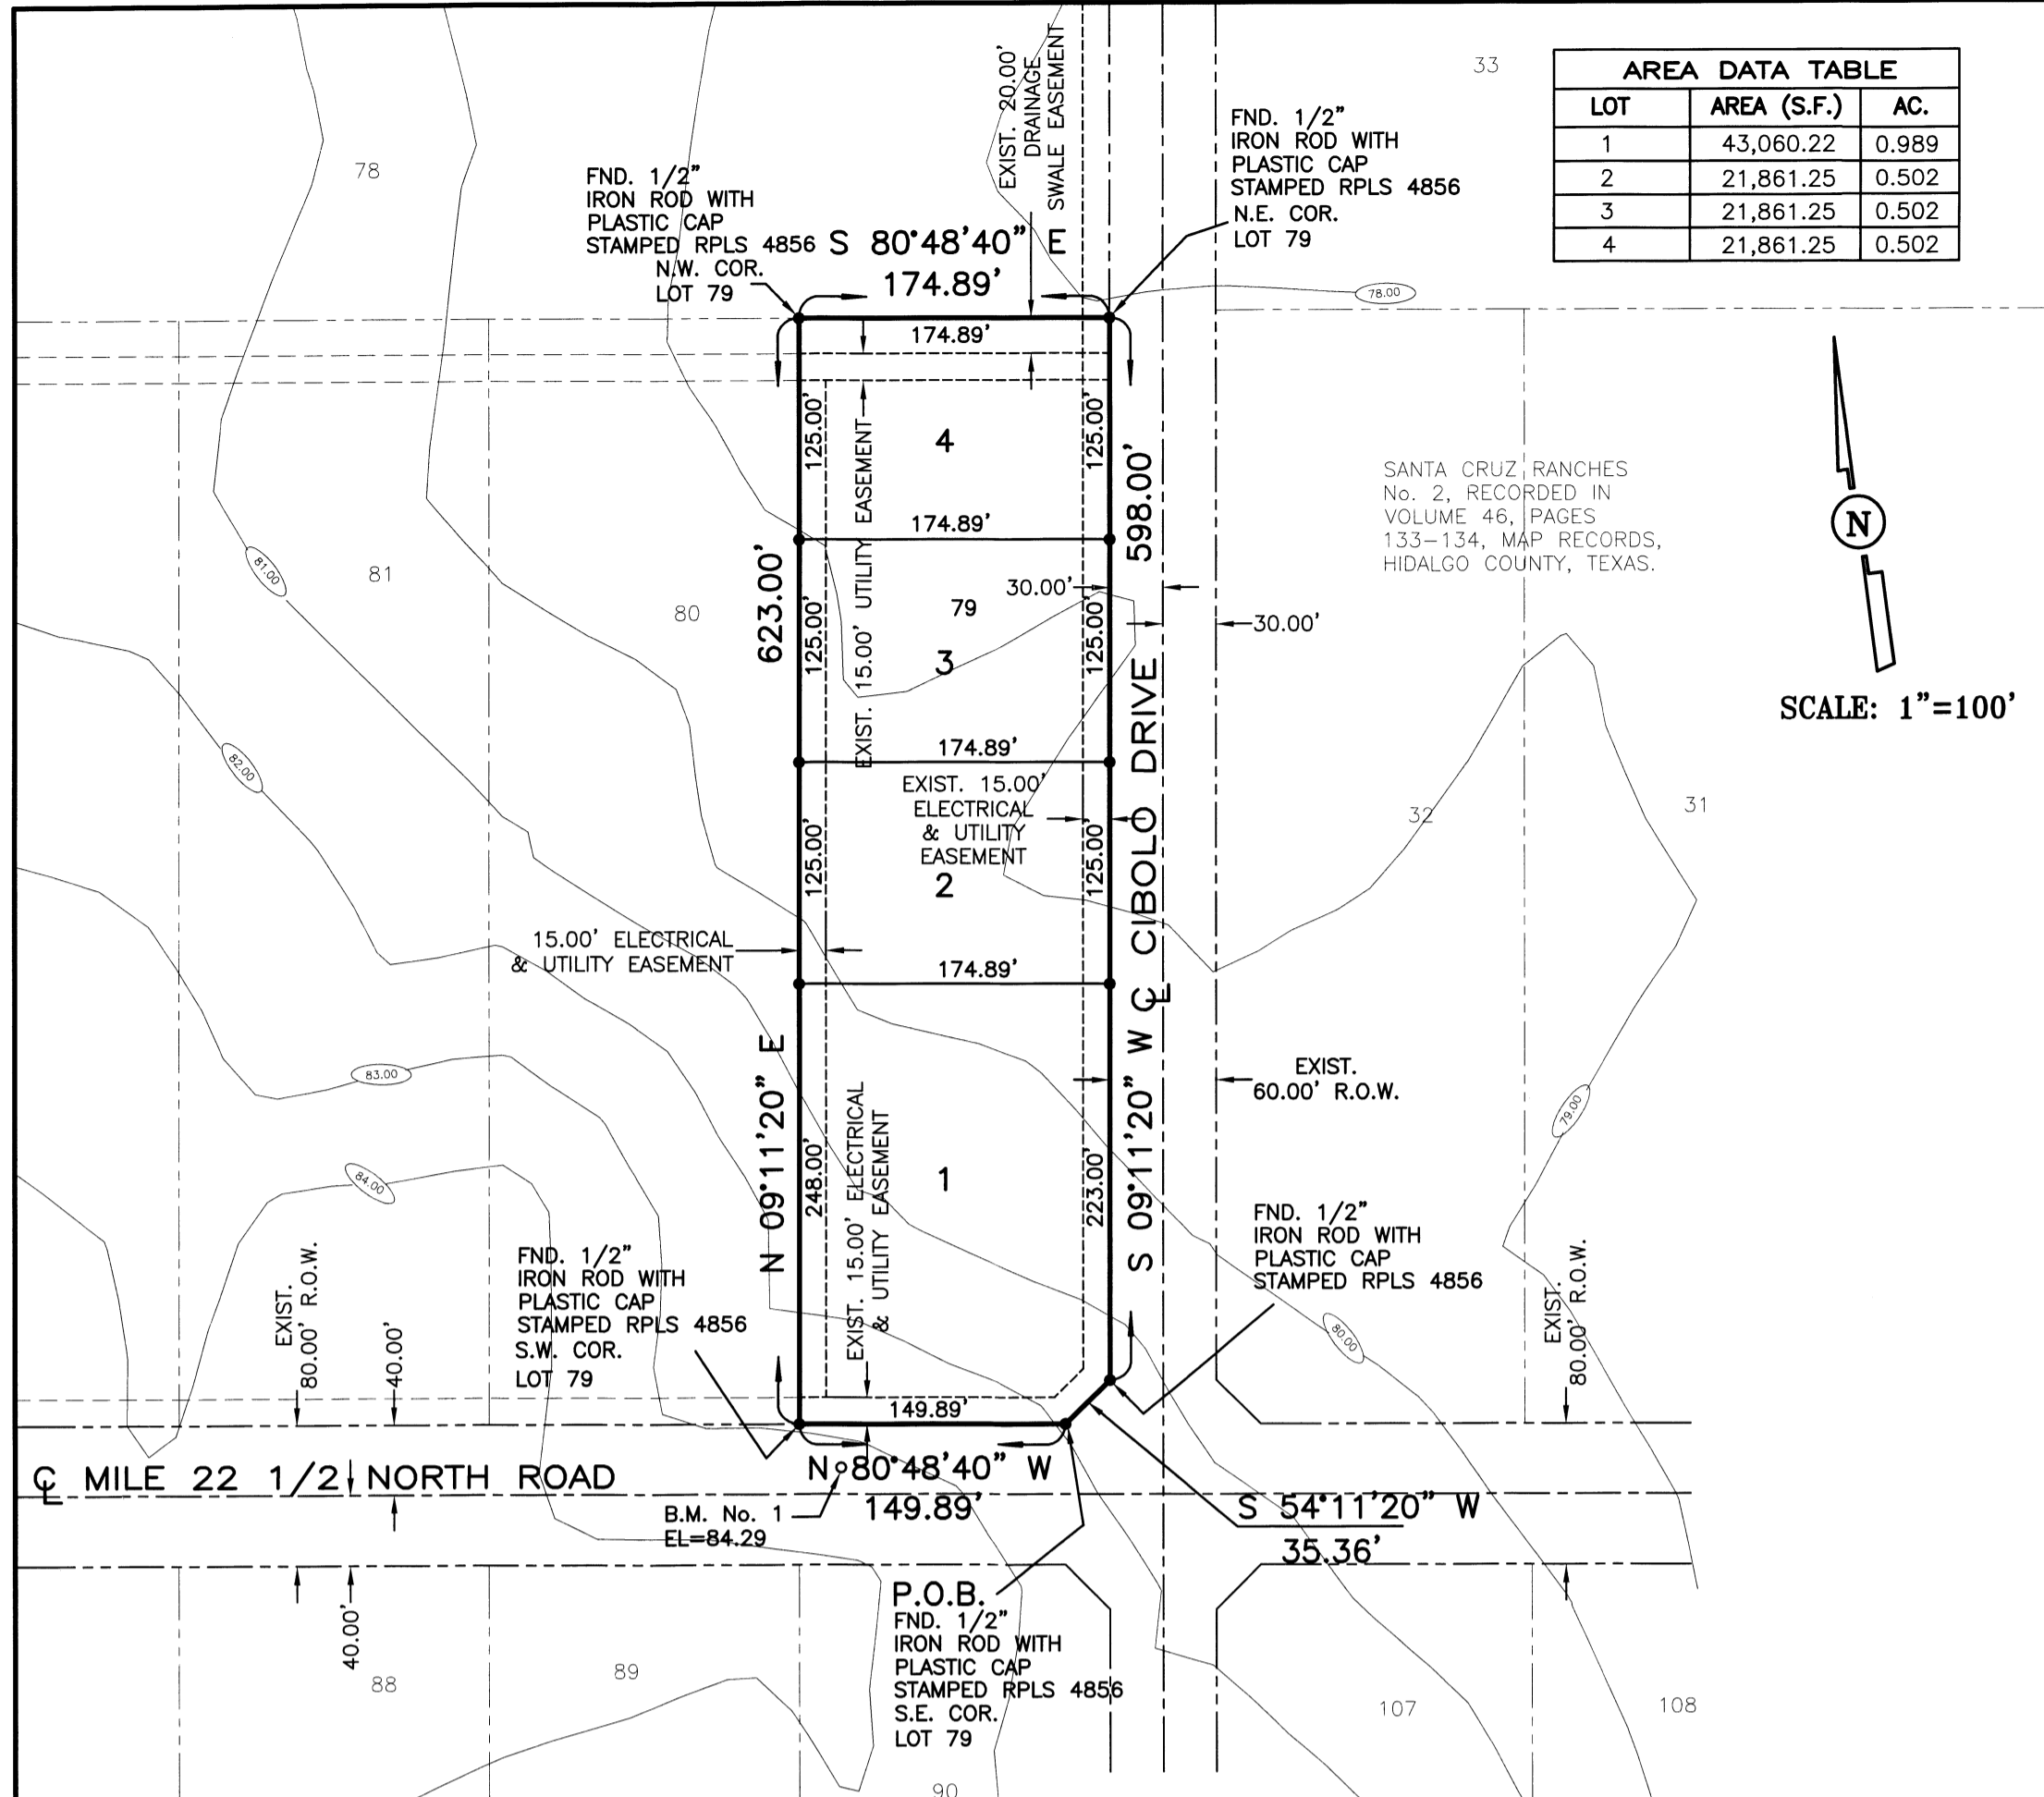 AREA DATA TABLE
LOT AREA (S.F.) AC.
1 43,060.22 0.989
2 21,861.25 0.502
3 21,861.25 0.502
4 21,861.25 0.502
33
78
EXIST. 20.00'
DRAINAGE
SWALE EASEMENT
FND. 1/2"
IRON ROD WITH
PLASTIC CAP
STAMPED RPLS 4856
N.W. COR.
LOT 79
S 80°48'40" E
174.89'
FND. 1/2"
IRON ROD WITH
PLASTIC CAP
STAMPED RPLS 4856
N.E. COR.
LOT 79
78.00
174.89'
125.00'
EXIST. 15.00' UTILITY EASEMENT
4
125.00'
598.00'
174.89'
SANTA CRUZ RANCHES
No. 2, RECORDED IN
VOLUME 46, PAGES
133-134, MAP RECORDS,
HIDALGO COUNTY, TEXAS.
N
SCALE: 1"=100'
81.00
81
80
623.00'
125.00'
79
3
30.00'
125.00'
30.00'
82.00
174.89'
EXIST. 15.00'
ELECTRICAL
& UTILITY
EASEMENT
125.00'
2
125.00'
℄ CIBOLO DRIVE
32
31
15.00' ELECTRICAL
& UTILITY EASEMENT
174.89'
N 09°11'20" E
S 09°11'20" W
EXIST.
60.00' R.O.W.
83.00
84.00
79.00
248.00'
EXIST. 15.00' ELECTRICAL
& UTILITY EASEMENT
1
223.00'
FND. 1/2"
IRON ROD WITH
PLASTIC CAP
STAMPED RPLS 4856
FND. 1/2"
IRON ROD WITH
PLASTIC CAP
STAMPED RPLS 4856
S.W. COR.
LOT 79
EXIST.
80.00' R.O.W.
40.00'
80.00
EXIST.
80.00' R.O.W.
149.89'
℄ MILE 22 1/2 NORTH ROAD
N 80°48'40" W
149.89'
B.M. No. 1
EL=84.29
S 54°11'20" W
35.36'
40.00'
P.O.B.
FND. 1/2"
IRON ROD WITH
PLASTIC CAP
STAMPED RPLS 4856
S.E. COR.
LOT 79
88
89
90
107
108